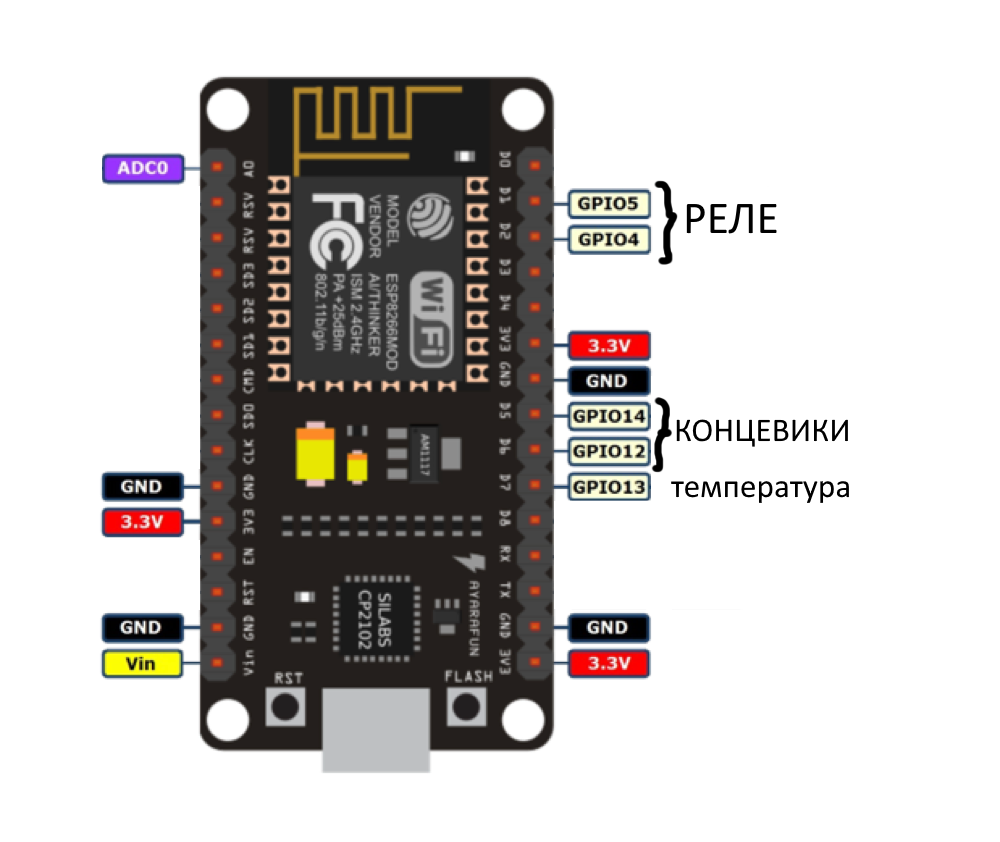 ADC0
GND
3.3V
GND
Vin
A0
RSV
RSV
SD3
SD2
SD1
CMD
SD0
CLK
GND
3V3
EN
RST
GND
Vin
FC
MODEL
VENDOR
ESP8266MOD
AI/THINKER
ISM 2.4GHz
PA +25dBm
802.11b/g/n
Wi Fi
AM1117
SILABS
CP2102
AYARAFUN
RST
FLASH
D0
D1
D2
D3
D4
3V3
GND
D5
D6
D7
D8
RX
TX
GND
3V3
GPIO5
GPIO4
РЕЛЕ
3.3V
GND
GPIO14
GPIO12
КОНЦЕВИКИ
GPIO13 температура
GND
3.3V